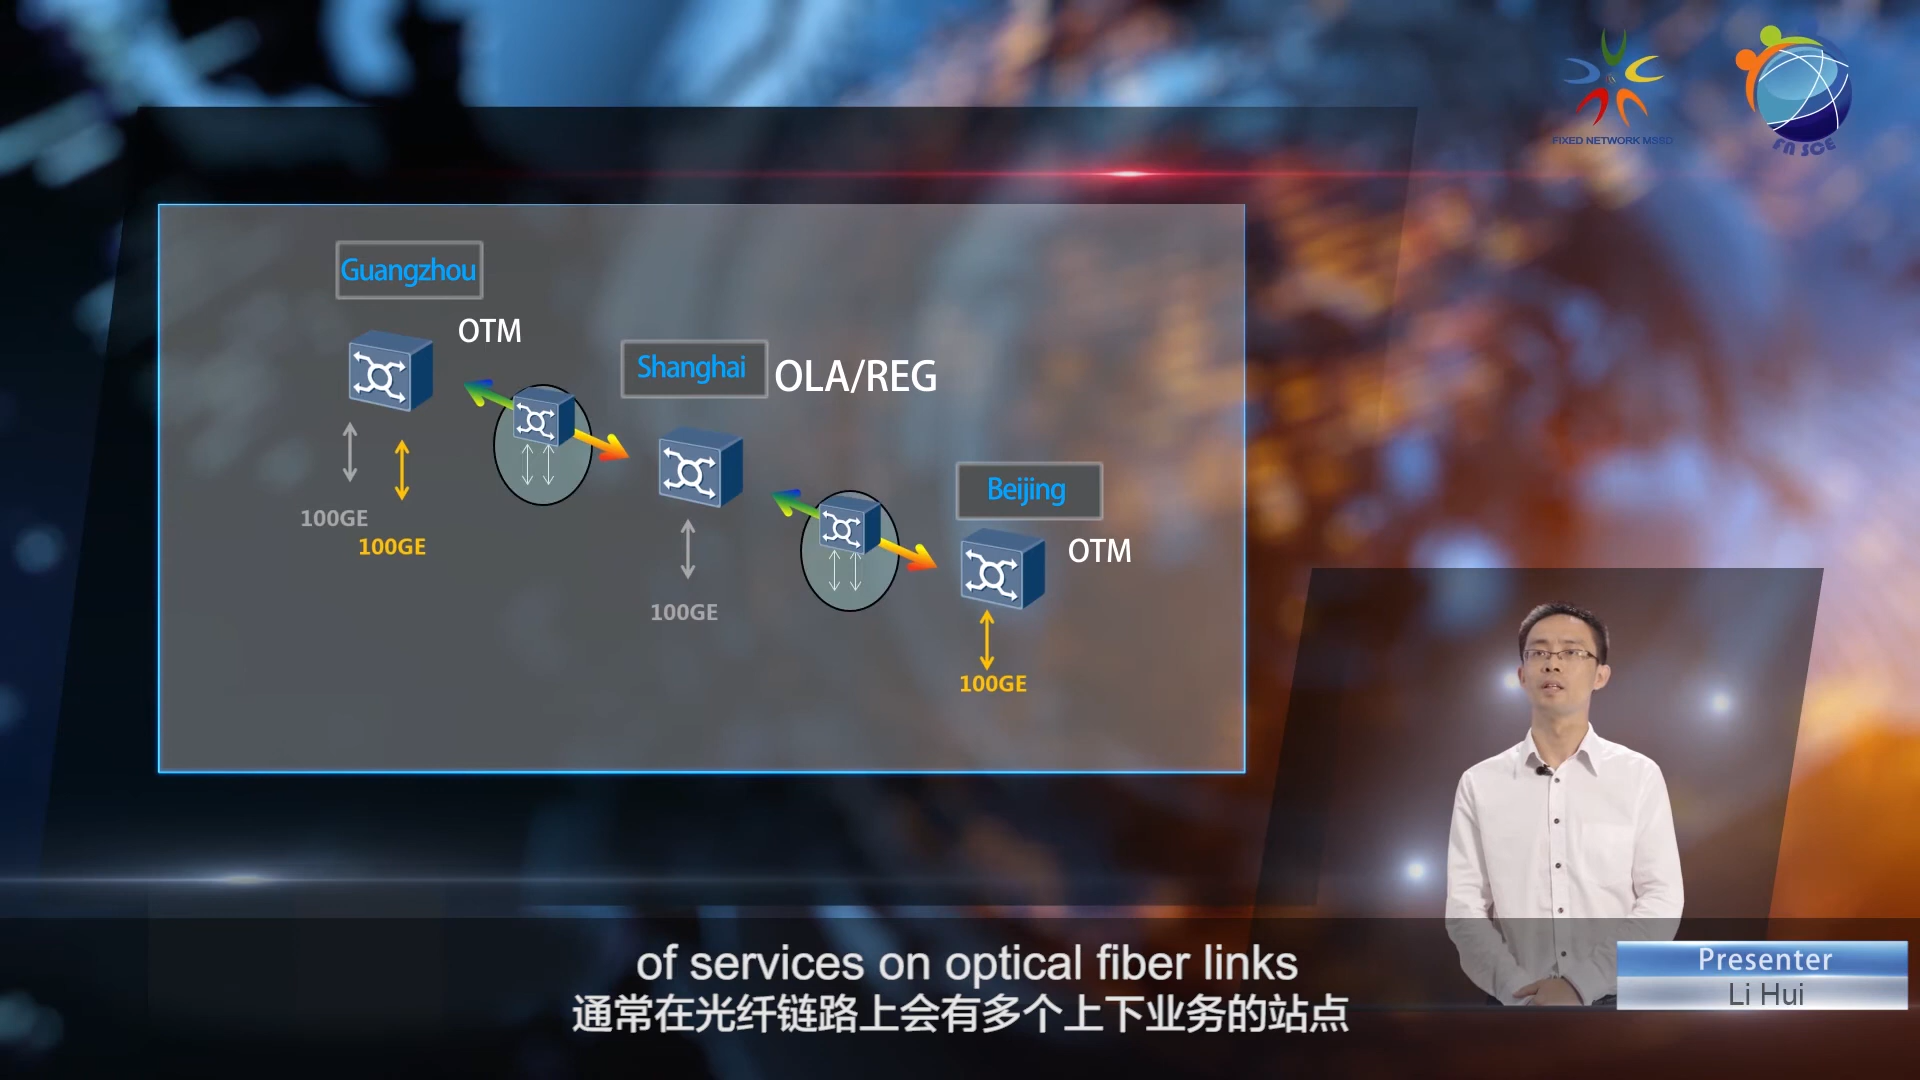 FIXED NETWORK MSSD
FN SCE
Guangzhou
OTM
Shanghai
OLA/REG
Beijing
OTM
100GE
100GE
100GE
100GE
Presenter
Li Hui
of services on optical fiber links
通常在光纤链路上会有多个上下业务的站点